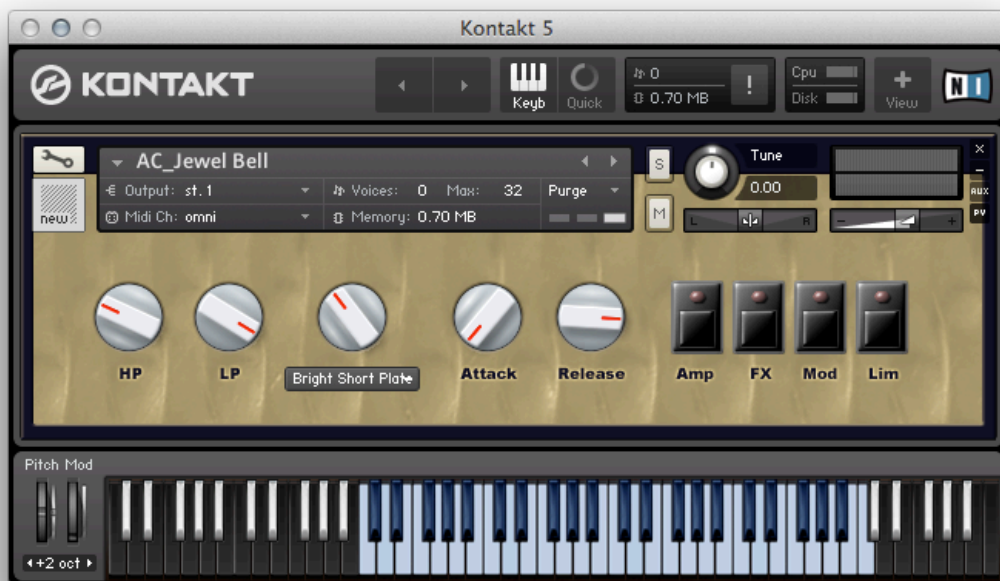 Kontakt 5
KONTAKT
Keyb
Quick
0
0.70 MB
!
Cpu
Disk
View
NI
AC_Jewel Bell
S
Tune
0.00
AUX
PV
Output: st.1
Voices: 0 Max: 32
Purge
new
Midi Ch: omni
Memory: 0.70 MB
M
L
R
HP
LP
Bright Short Plate
Attack
Release
Amp
FX
Mod
Lim
Pitch Mod
+2 oct